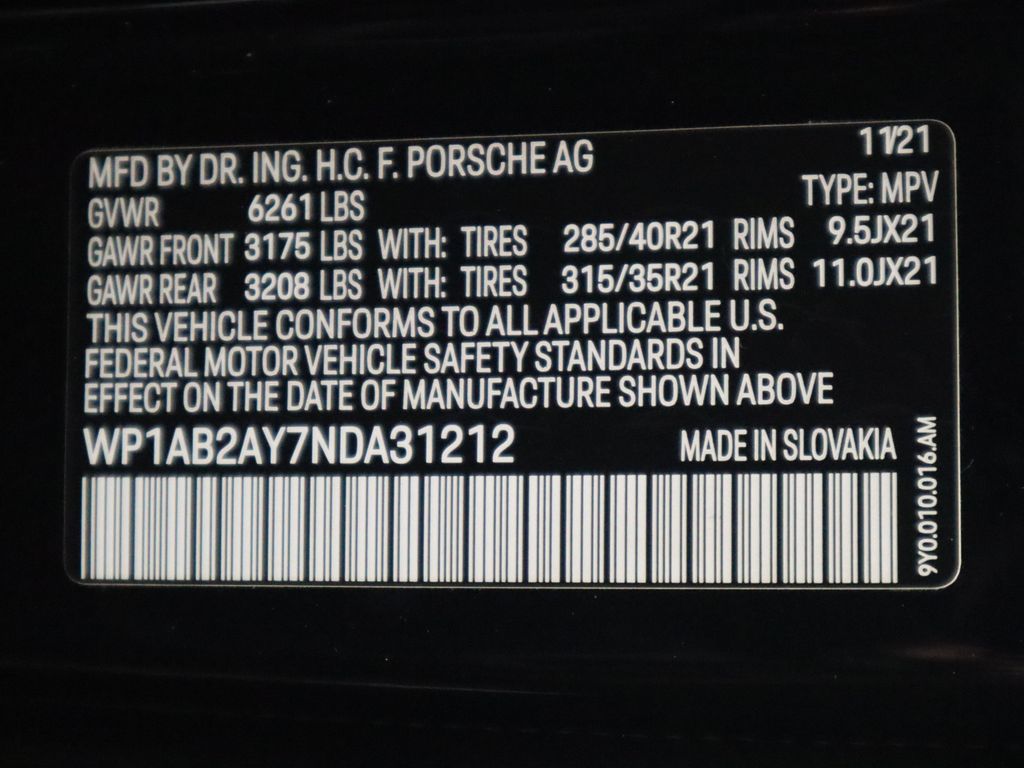 MFD BY DR. ING. H.C. F. PORSCHE AG 11/21
GVWR 6261 LBS TYPE: MPV
GAWR FRONT 3175 LBS WITH: TIRES 285/40R21 RIMS 9.5JX21
GAWR REAR 3208 LBS WITH: TIRES 315/35R21 RIMS 11.0JX21
THIS VEHICLE CONFORMS TO ALL APPLICABLE U.S.
FEDERAL MOTOR VEHICLE SAFETY STANDARDS IN
EFFECT ON THE DATE OF MANUFACTURE SHOWN ABOVE
WP1AB2AY7NDA31212 MADE IN SLOVAKIA
9Y0.010.016.AM